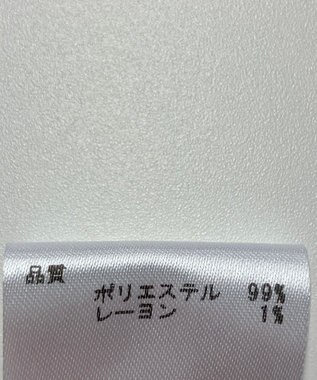 品質
ポリエステル 99%
レーヨン 1%